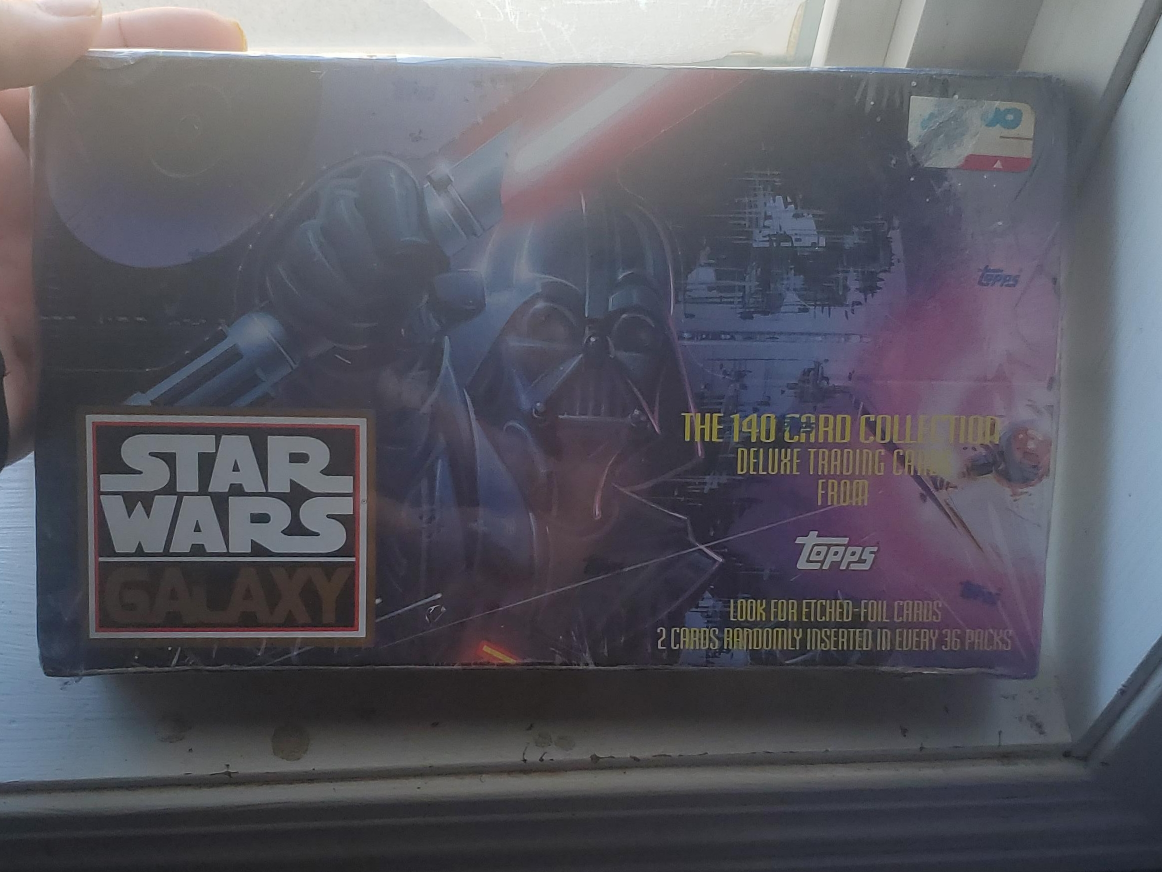 topps
STAR
WARS
GALAXY
THE 140 CARD COLLECTION
DELUXE TRADING CARDS
FROM
topps
LOOK FOR ETCHED-FOIL CARDS
2 CARDS RANDOMLY INSERTED IN EVERY 36 PACKS